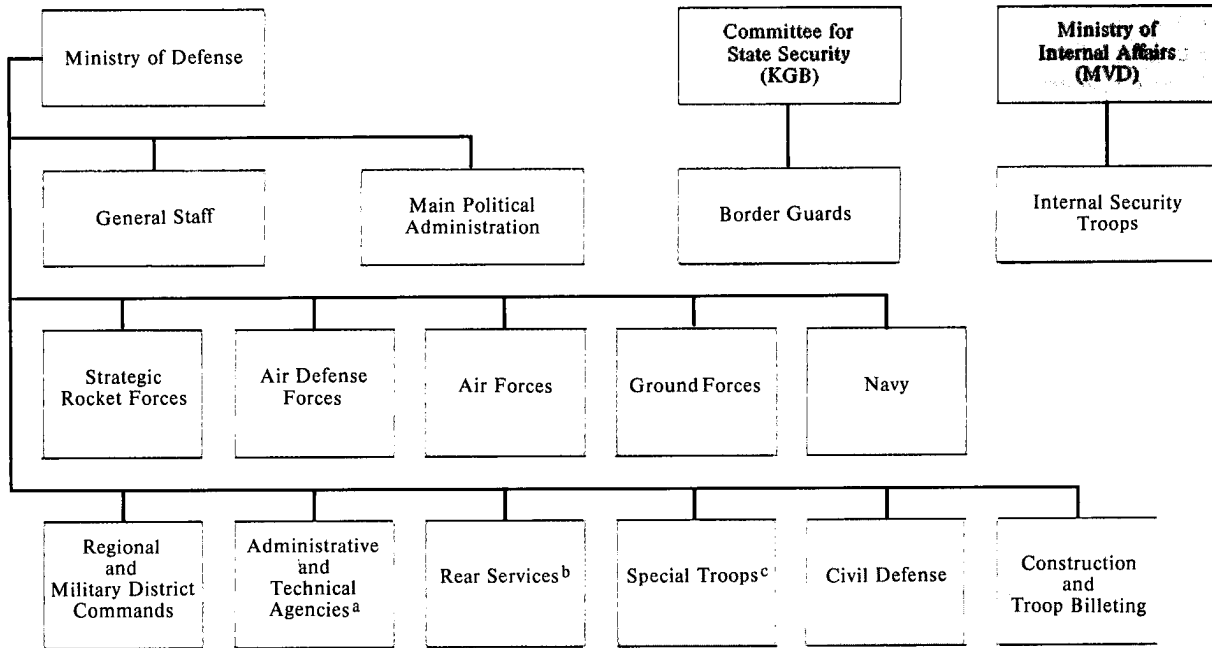 Ministry of Defense
Committee for
State Security
(KGB)
Ministry of
Internal Affairs
(MVD)
General Staff
Main Political
Administration
Border Guards
Internal Security
Troops
Strategic
Rocket Forces
Air Defense
Forces
Air Forces
Ground Forces
Navy
Regional
and
Military District
Commands
Administrative
and
Technical
Agencies a
Rear Services b
Special Troops c
Civil Defense
Construction
and
Troop Billeting